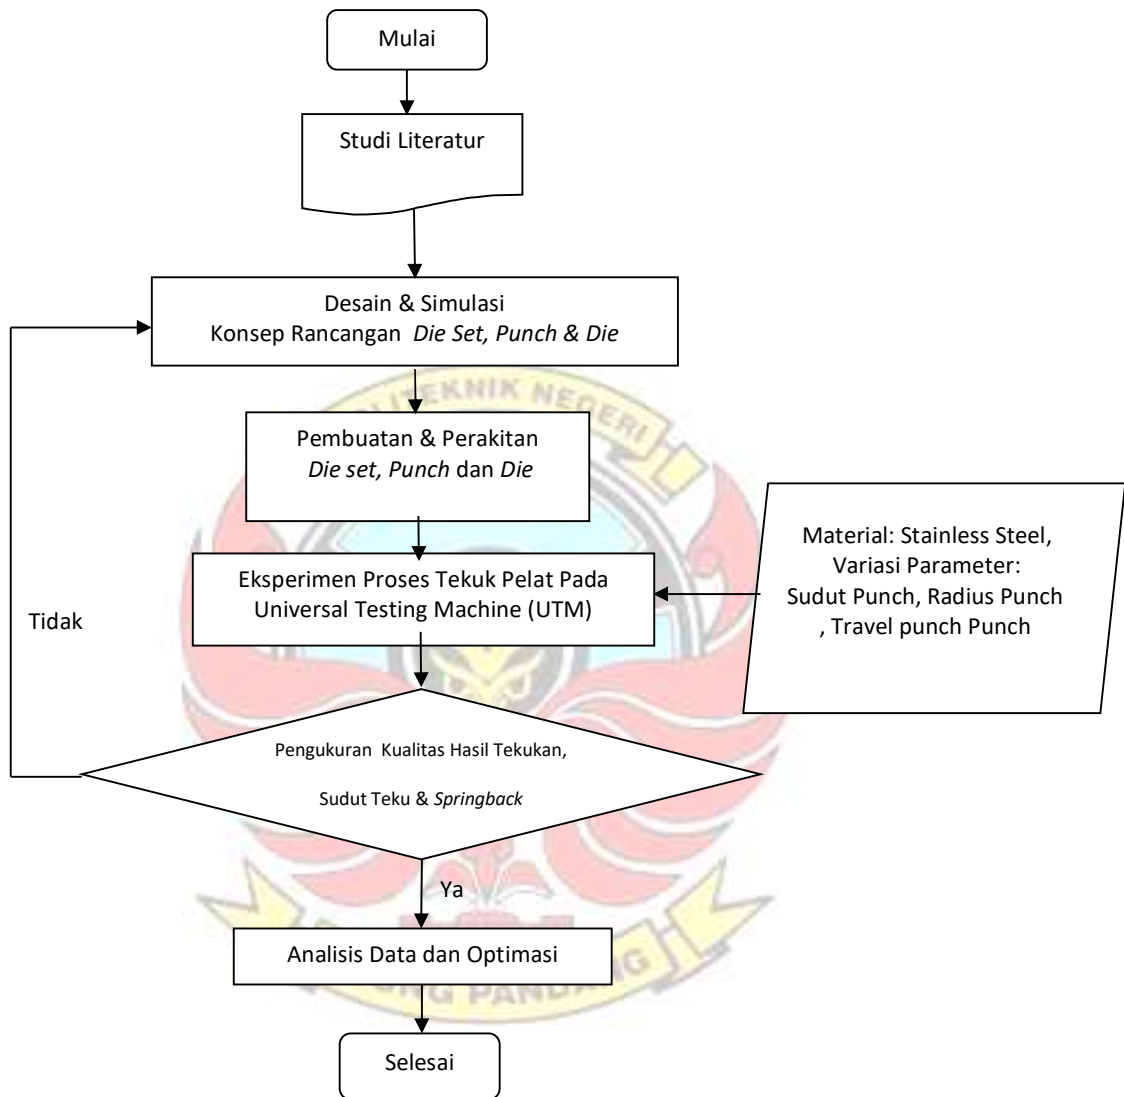 Mulai
Studi Literatur
Desain & Simulasi
Konsep Rancangan Die Set, Punch & Die
Pembuatan & Perakitan
Die set, Punch dan Die
Material: Stainless Steel,
Variasi Parameter:
Sudut Punch, Radius Punch
, Travel punch Punch
Eksperimen Proses Tekuk Pelat Pada
Universal Testing Machine (UTM)
Tidak
Pengukuran Kualitas Hasil Tekukan,
Sudut Teku & Springback
Ya
Analisis Data dan Optimasi
Selesai